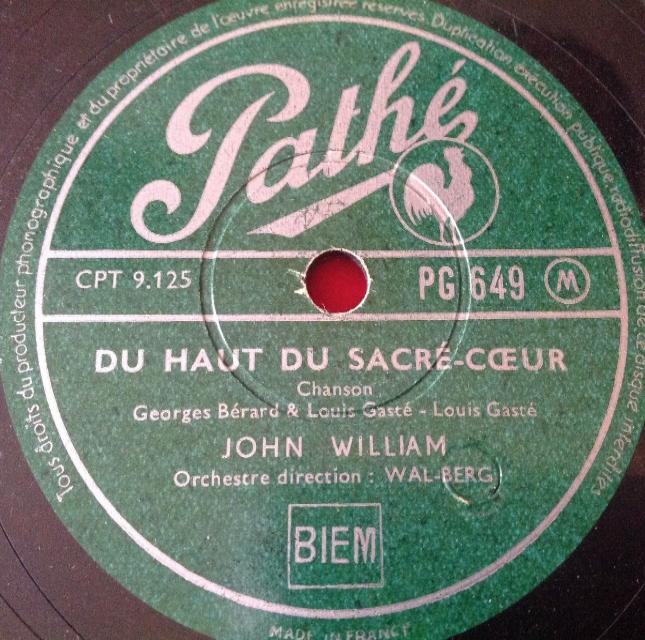 Tous droits du producteur phonographique et du propriétaire de l'œuvre enregistrée réservés. Duplication, exécution publique, radiodiffusion de ce disque interdites
Pathé
CPT 9.125
PG 649
M
DU HAUT DU SACRÉ-CŒUR
Chanson
Georges Bérard & Louis Gasté - Louis Gasté
JOHN WILLIAM
Orchestre direction : WAL-BERG
BIEM
MADE IN FRANCE